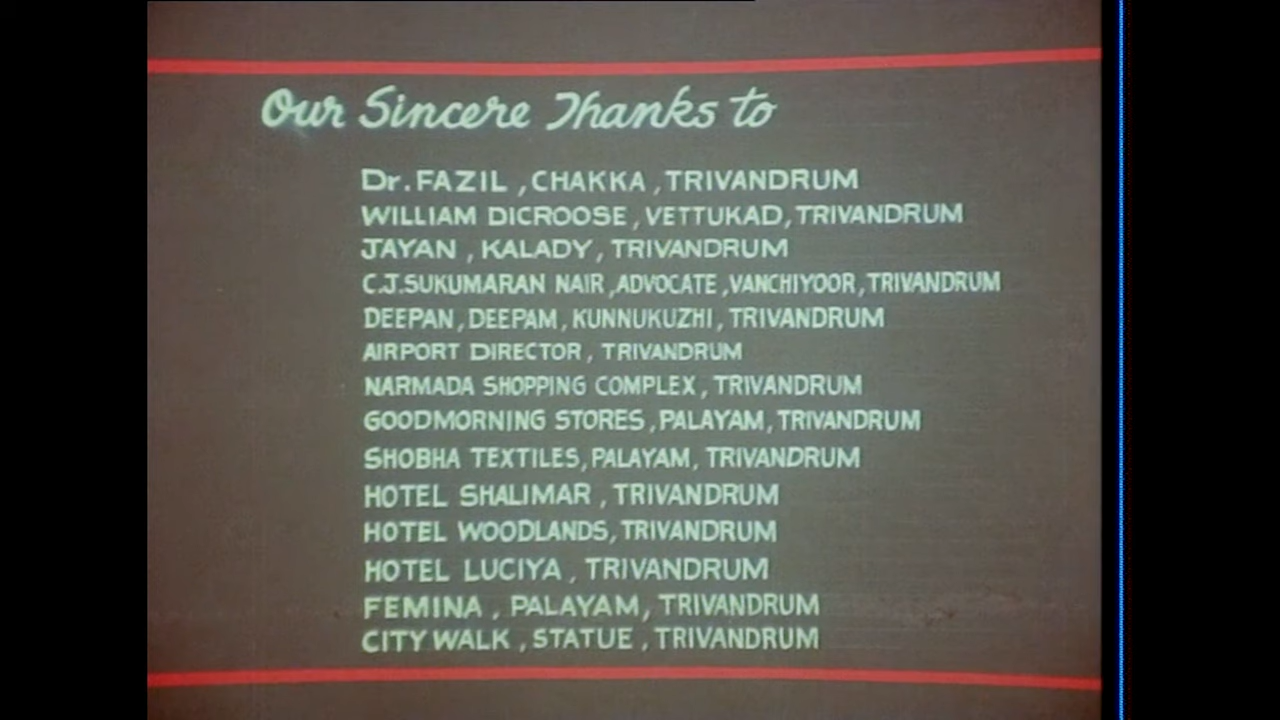 Our Sincere Thanks to
Dr. FAZIL, CHAKKA, TRIVANDRUM
WILLIAM DICROOSE, VETTUKAD, TRIVANDRUM
JAYAN, KALADY, TRIVANDRUM
C.J.SUKUMARAN NAIR, ADVOCATE, VANCHIYOOR, TRIVANDRUM
DEEPAN, DEEPAM, KUNNUKUZHI, TRIVANDRUM
AIRPORT DIRECTOR, TRIVANDRUM
NARMADA SHOPPING COMPLEX, TRIVANDRUM
GOODMORNING STORES, PALAYAM, TRIVANDRUM
SHOBHA TEXTILES, PALAYAM, TRIVANDRUM
HOTEL SHALIMAR, TRIVANDRUM
HOTEL WOODLANDS, TRIVANDRUM
HOTEL LUCIYA, TRIVANDRUM
FEMINA, PALAYAM, TRIVANDRUM
CITY WALK, STATUE, TRIVANDRUM